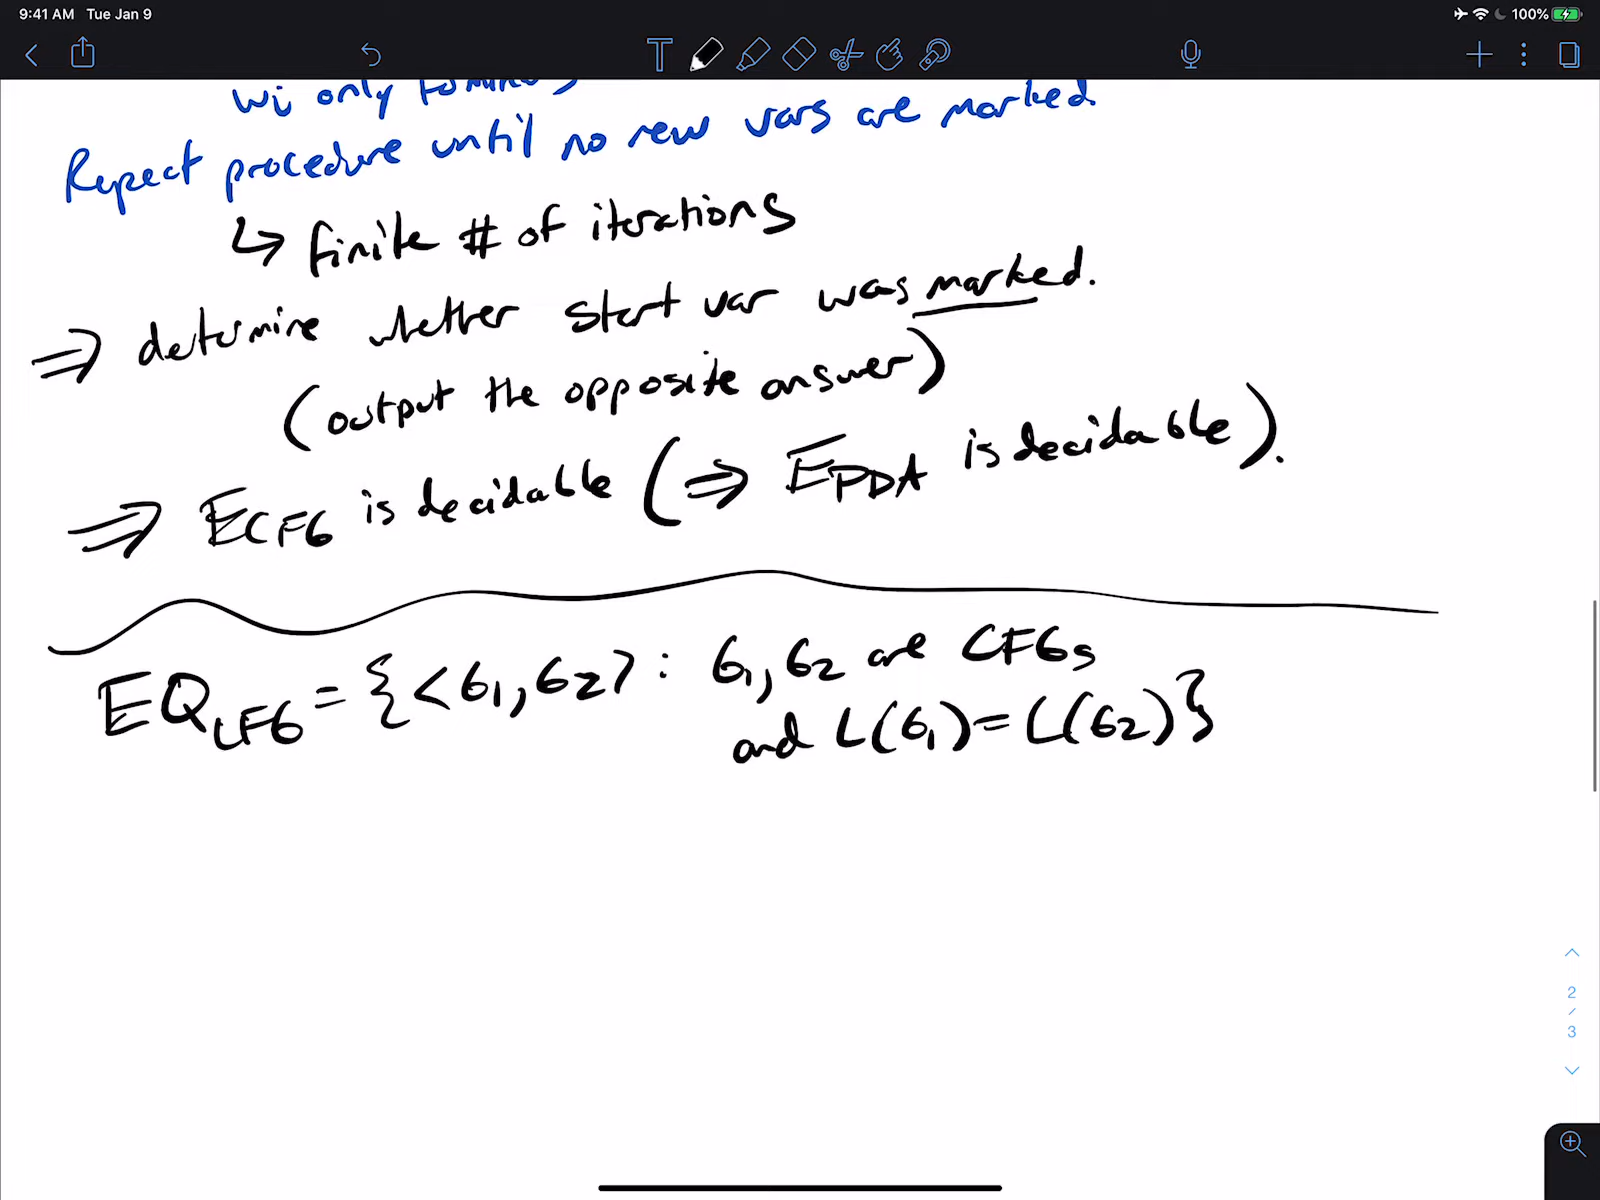 9:41 AM Tue Jan 9
100%
T
wi only
Repeat procedure until no new vars are marked
↳ finite # of iterations
⇒ determine whether start var was marked.
(output the opposite answer)
⇒ ECFG is decidable (⇒ EPDA is decidable).
EQCFG = {<G1,G2> : G1,G2 are CFGs
and L(G1)=L(G2)}
2
/
3